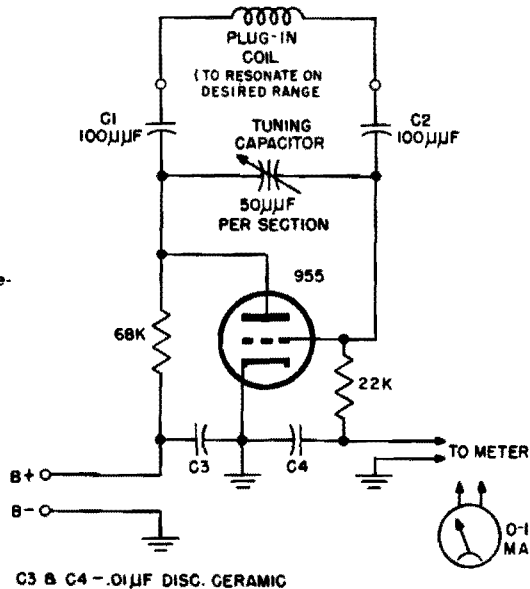 PLUG-IN
COIL
(TO RESONATE ON
DESIRED RANGE
C1
100µµF
C2
100µµF
TUNING
CAPACITOR
50µµF
PER SECTION
e-
955
68K
22K
C3
C4
TO METER
B+
B-
0-1
MA
C3 & C4 - .01µF DISC. CERAMIC